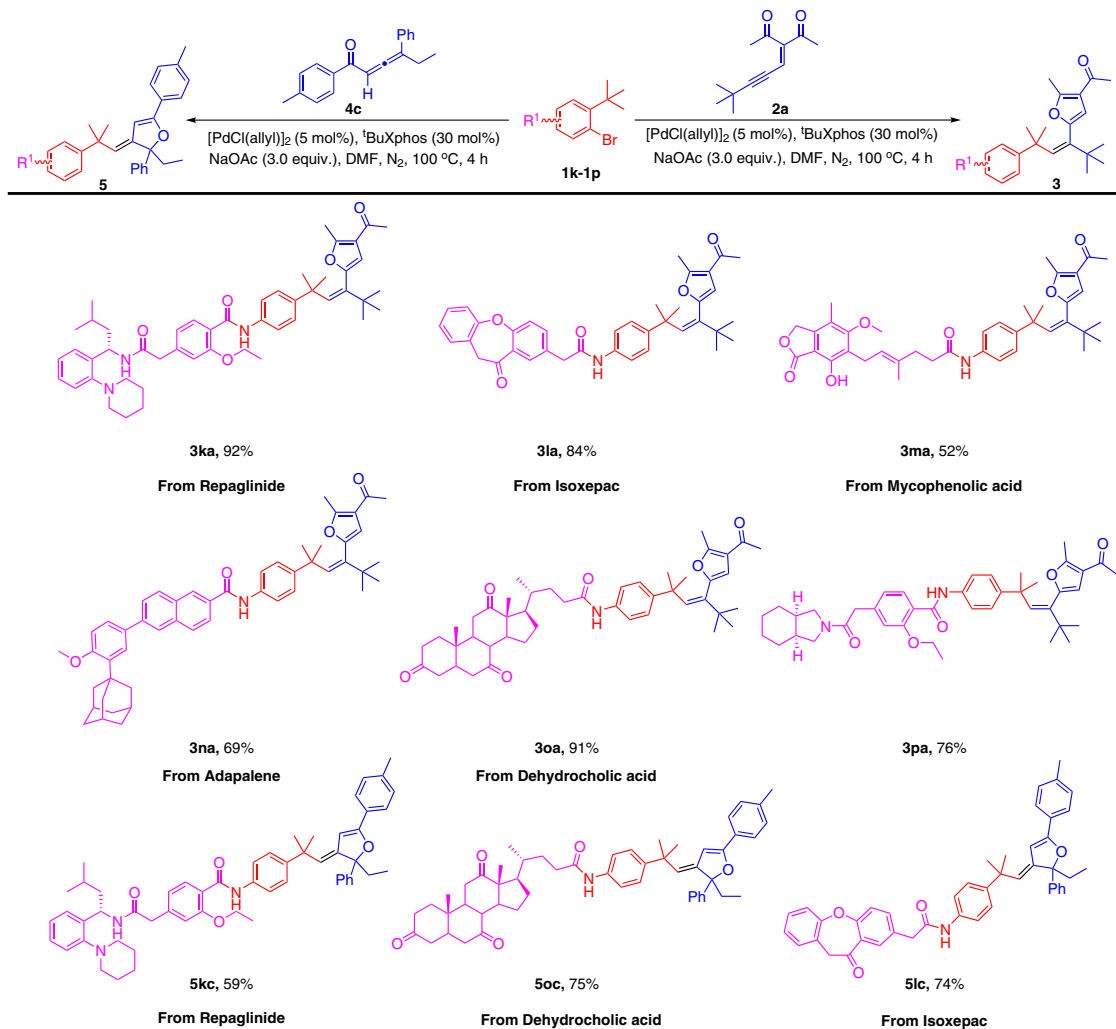 4c
2a
[PdCl(allyl)]2 (5 mol%), tBuXphos (30 mol%)
NaOAc (3.0 equiv.), DMF, N2, 100 oC, 4 h
1k-1p
[PdCl(allyl)]2 (5 mol%), tBuXphos (30 mol%)
NaOAc (3.0 equiv.), DMF, N2, 100 oC, 4 h
5
3
R1
O
Ph
H
O
Ph
R1
Br
O
O
R1
O
O
3ka, 92%
From Repaglinide
3la, 84%
From Isoxepac
3ma, 52%
From Mycophenolic acid
3na, 69%
From Adapalene
3oa, 91%
From Dehydrocholic acid
3pa, 76%
5kc, 59%
From Repaglinide
5oc, 75%
From Dehydrocholic acid
5lc, 74%
From Isoxepac